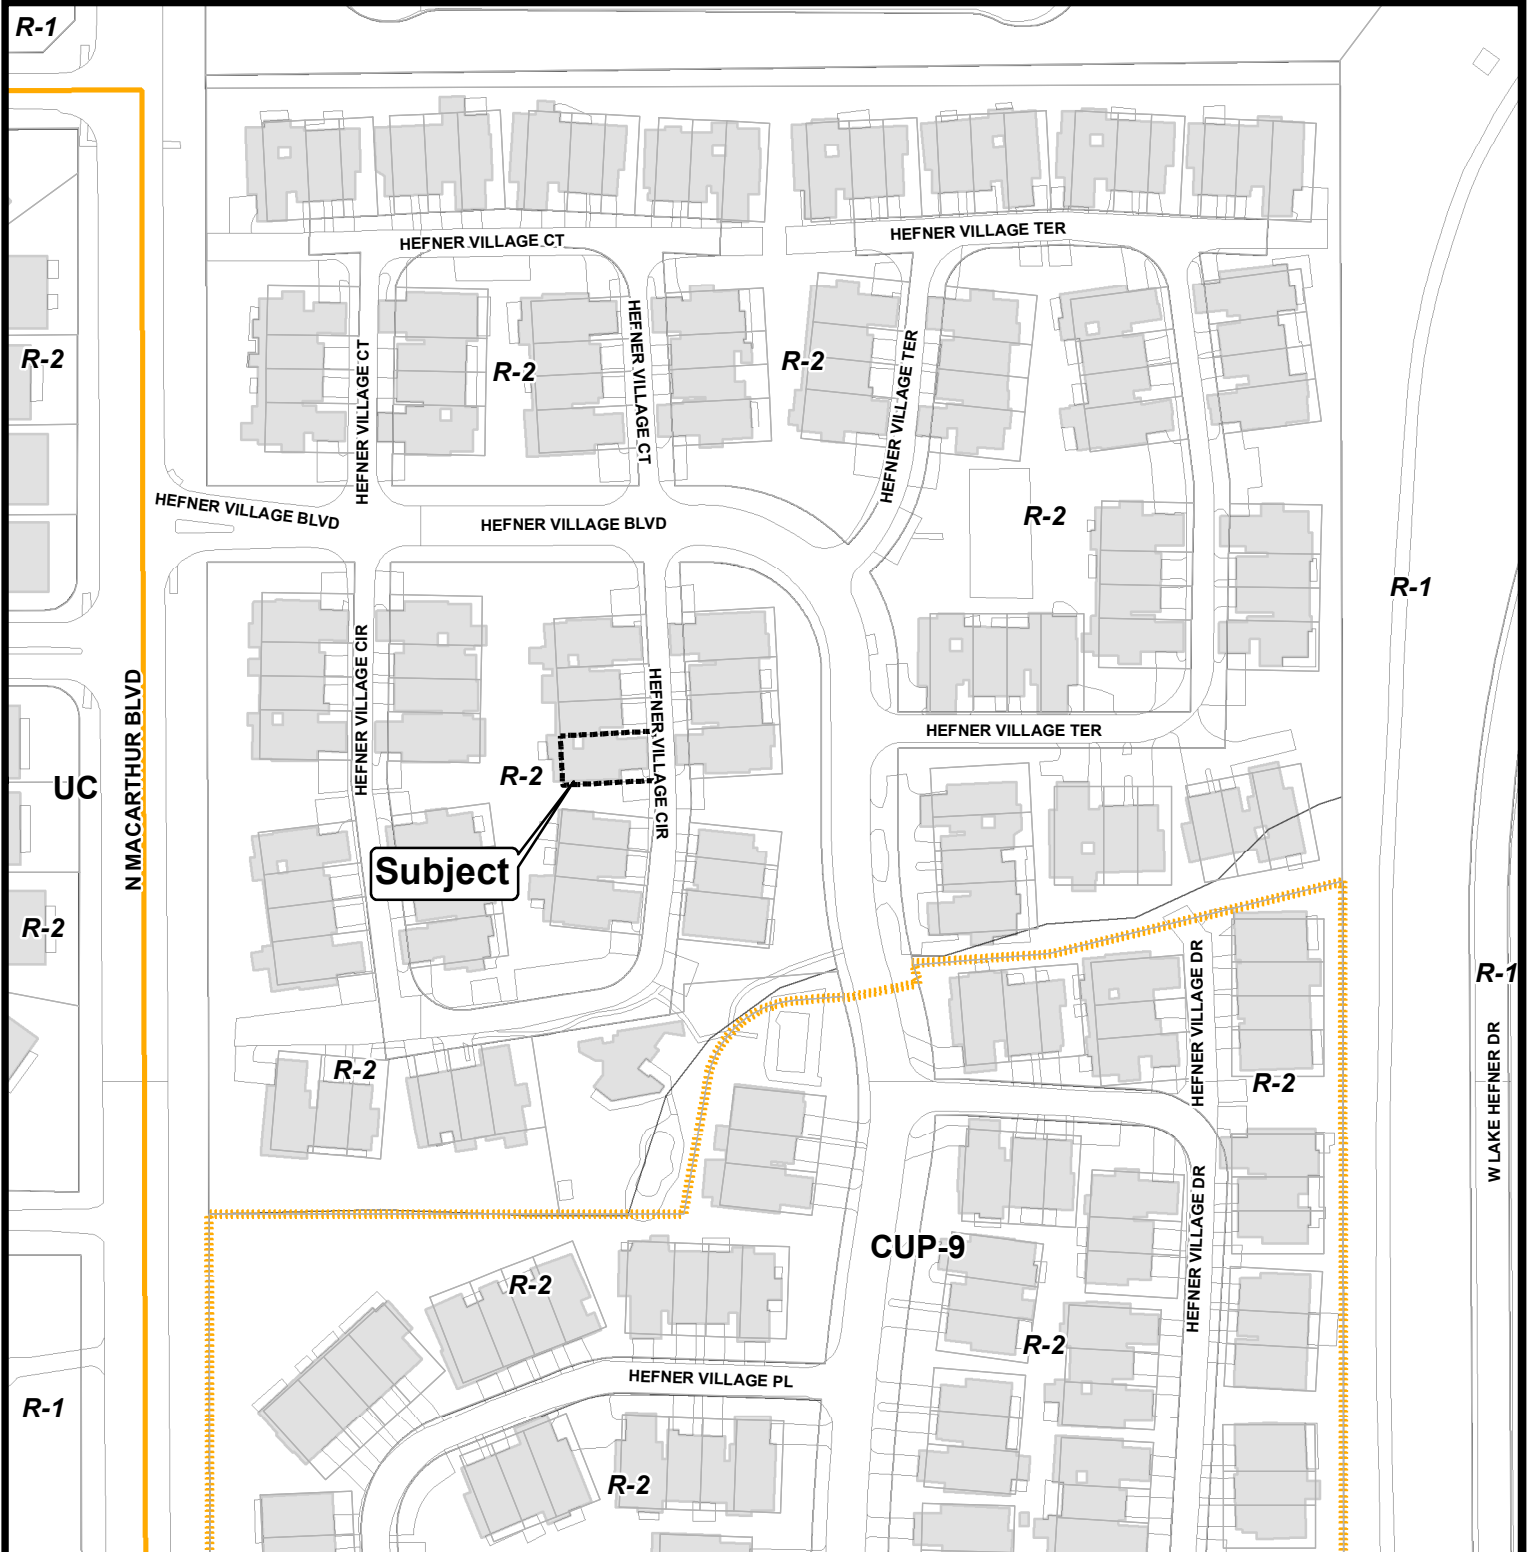 R-1
HEFNER VILLAGE CT
HEFNER VILLAGE TER
R-2
HEFNER VILLAGE CT
R-2
HEFNER VILLAGE CT
R-2
HEFNER VILLAGE TER
HEFNER VILLAGE BLVD
HEFNER VILLAGE BLVD
R-2
R-1
HEFNER VILLAGE CIR
HEFNER VILLAGE CIR
HEFNER VILLAGE TER
N MACARTHUR BLVD
UC
R-2
Subject
R-2
R-1
HEFNER VILLAGE DR
W LAKE HEFNER DR
R-2
R-2
HEFNER VILLAGE DR
CUP-9
R-2
R-2
HEFNER VILLAGE PL
R-1
R-2